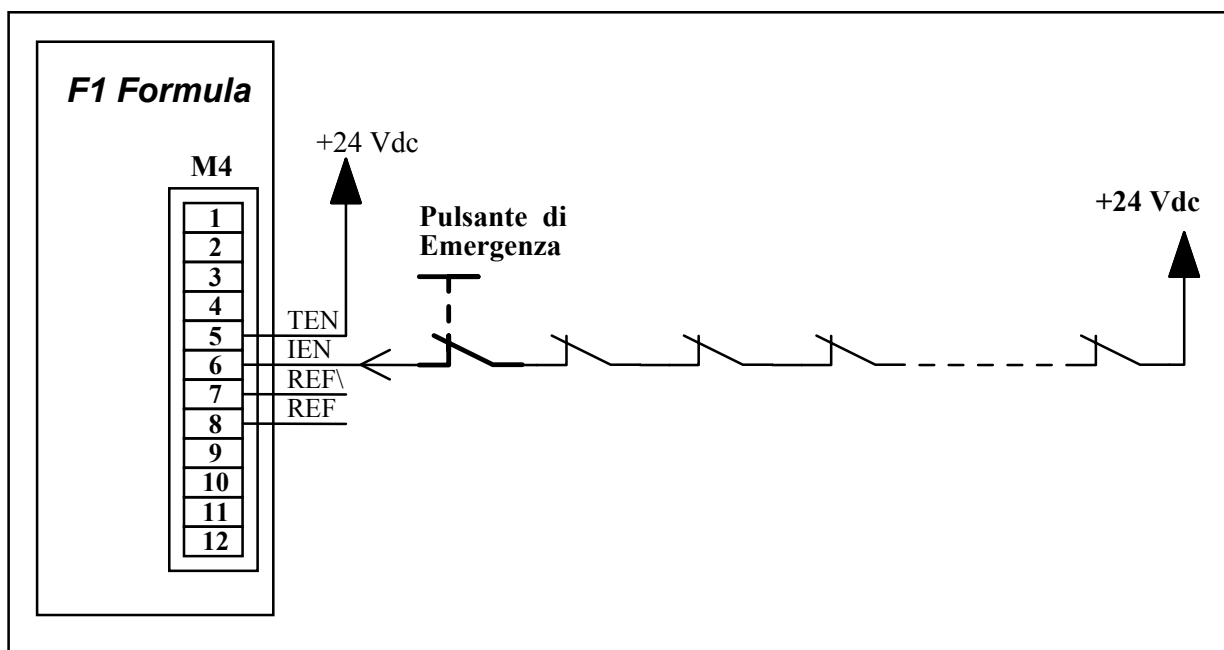 F1 Formula
M4
1
2
3
4
5
6
7
8
9
10
11
12
+24 Vdc
TEN
IEN
REF\
REF
Pulsante di
Emergenza
+24 Vdc